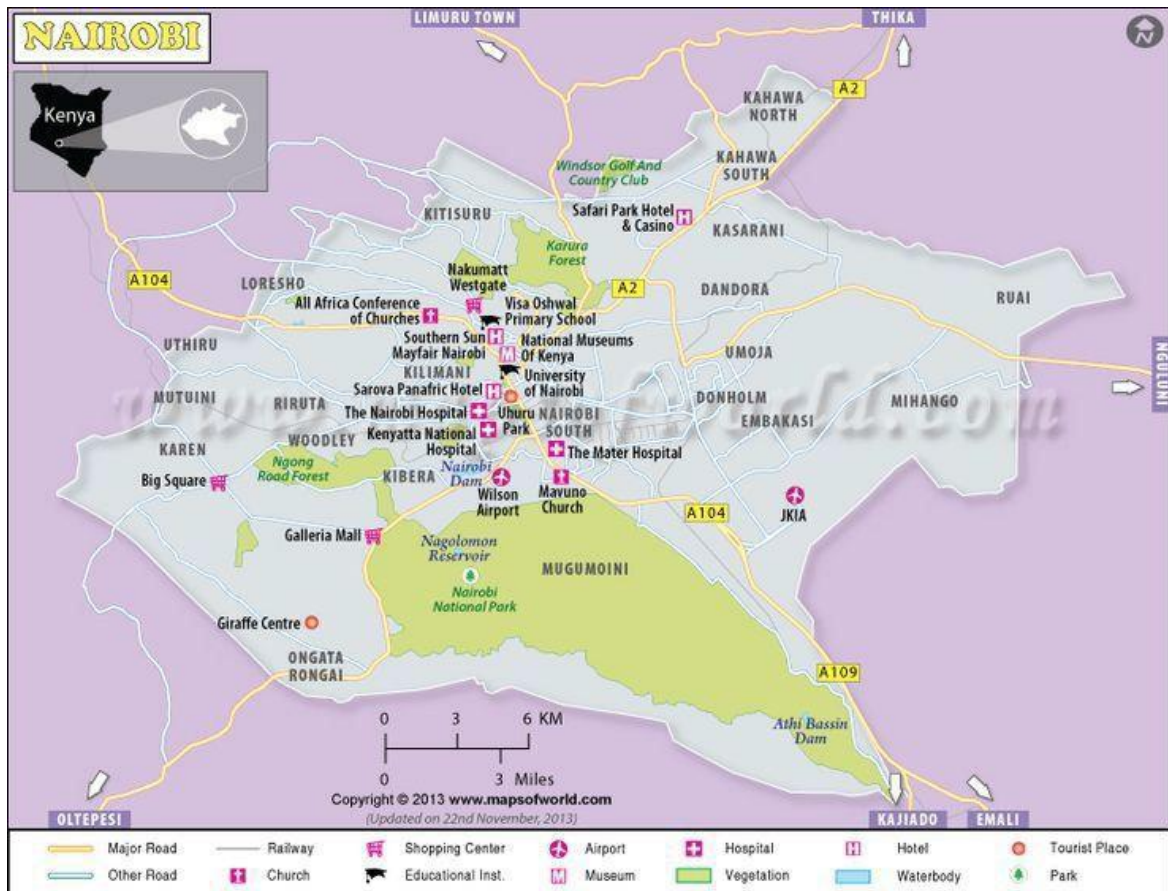 NAIROBI
LIMURU TOWN
THIKA
N
Kenya
A2
KAHAWA
NORTH
KAHAWA
SOUTH
Windsor Golf And
Country Club
KITISURU
Safari Park Hotel
& Casino
H
KASARANI
Karura
Forest
A104
LORESHO
Nakumatt
Westgate
A2
DANDORA
RUAI
All Africa Conference
of Churches
Visa Oshwal
Primary School
UTHIRU
Southern Sun
Mayfair Nairobi
H
National Museums
Of Kenya
M
UMOJA
NGULUNI
KILIMANI
University
of Nairobi
Sarova Panafric Hotel
H
MUTUINI
RIRUTA
DONHOLM
MIHANGO
The Nairobi Hospital
Uhuru
Park
NAIROBI
SOUTH
EMBAKASI
Kenyatta National
Hospital
WOODLEY
KAREN
The Mater Hospital
Ngong
Road Forest
Big Square
KIBERA
Nairobi
Dam
Wilson
Airport
Mavuno
Church
JKIA
A104
Galleria Mall
Nagolomon
Reservoir
MUGUMOINI
Nairobi
National Park
Giraffe Centre
ONGATA
RONGAI
A109
Athi Bassin
Dam
0 3 6 KM
0 3 Miles
Copyright © 2013 www.mapsofworld.com
(Updated on 22nd November, 2013)
OLTEPESI
KAJIADO
EMALI
Major Road
Railway
Shopping Center
Airport
Hospital
H Hotel
Tourist Place
Other Road
Church
Educational Inst.
M Museum
Vegetation
Waterbody
Park